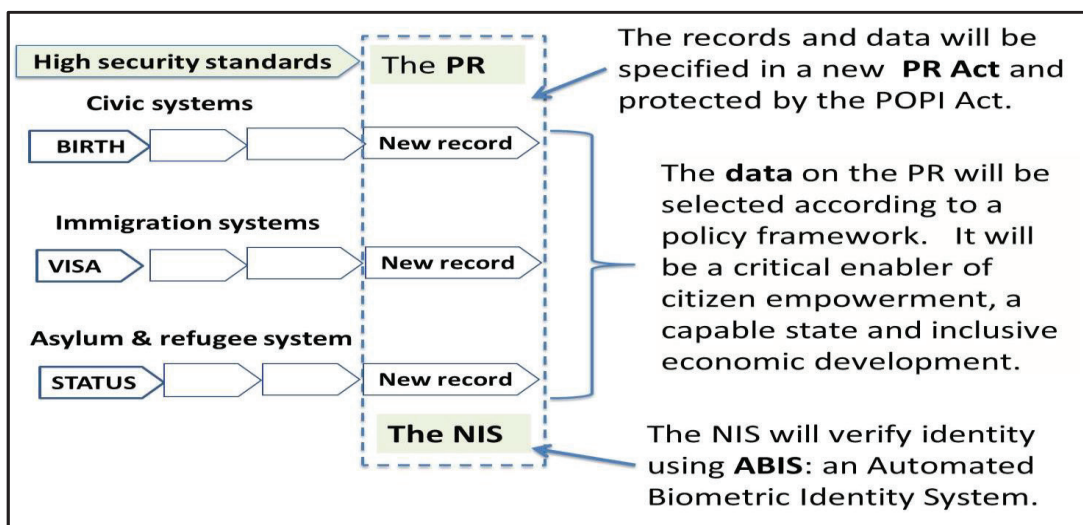 High security standards
The PR
Civic systems
BIRTH
New record
Immigration systems
VISA
New record
Asylum & refugee system
STATUS
New record
The NIS
The records and data will be
specified in a new PR Act and
protected by the POPI Act.
The data on the PR will be
selected according to a
policy framework. It will
be a critical enabler of
citizen empowerment, a
capable state and inclusive
economic development.
The NIS will verify identity
using ABIS: an Automated
Biometric Identity System.